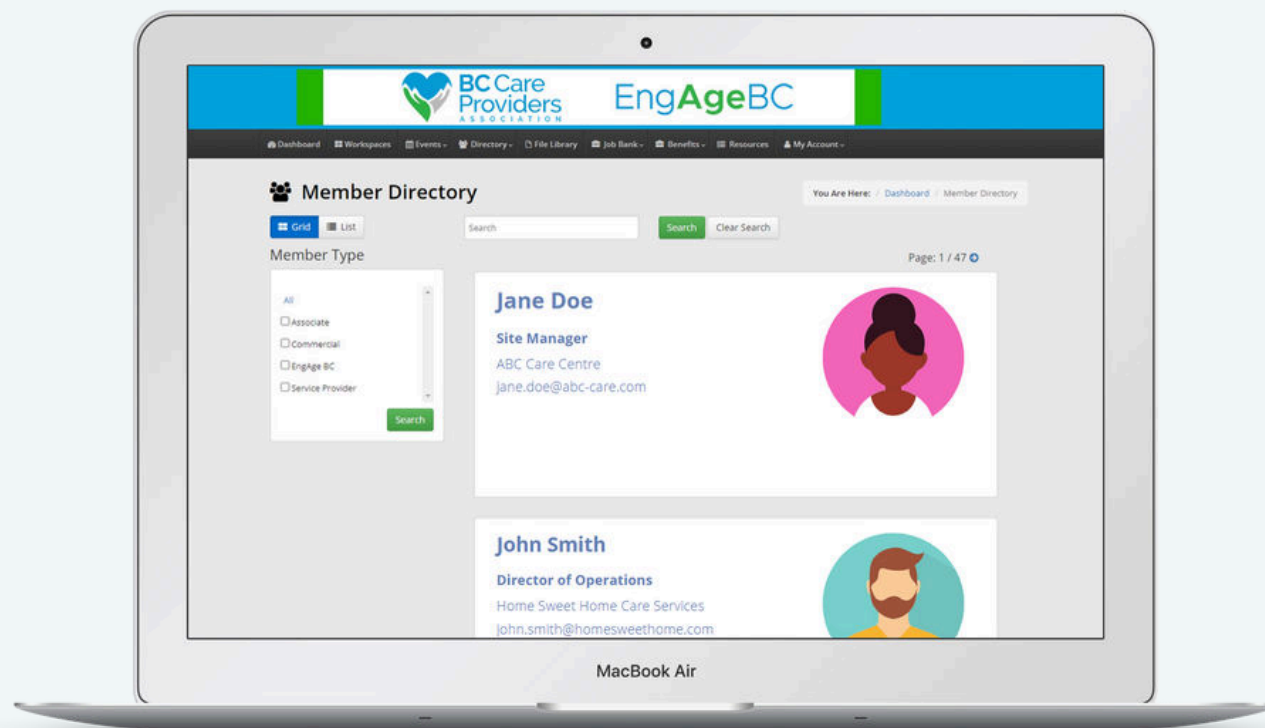 BC Care
Providers
ASSOCIATION
EngAgeBC
Dashboard Workspaces Events Directory File Library Job Bank Benefits Resources My Account
Member Directory
You Are Here: / Dashboard / Member Directory
Grid List Search Search Clear Search
Member Type
Page: 1 / 47
All
Associate
Commercial
EngAge BC
Service Provider
Search
Jane Doe
Site Manager
ABC Care Centre
jane.doe@abc-care.com
John Smith
Director of Operations
Home Sweet Home Care Services
john.smith@homesweethome.com
MacBook Air